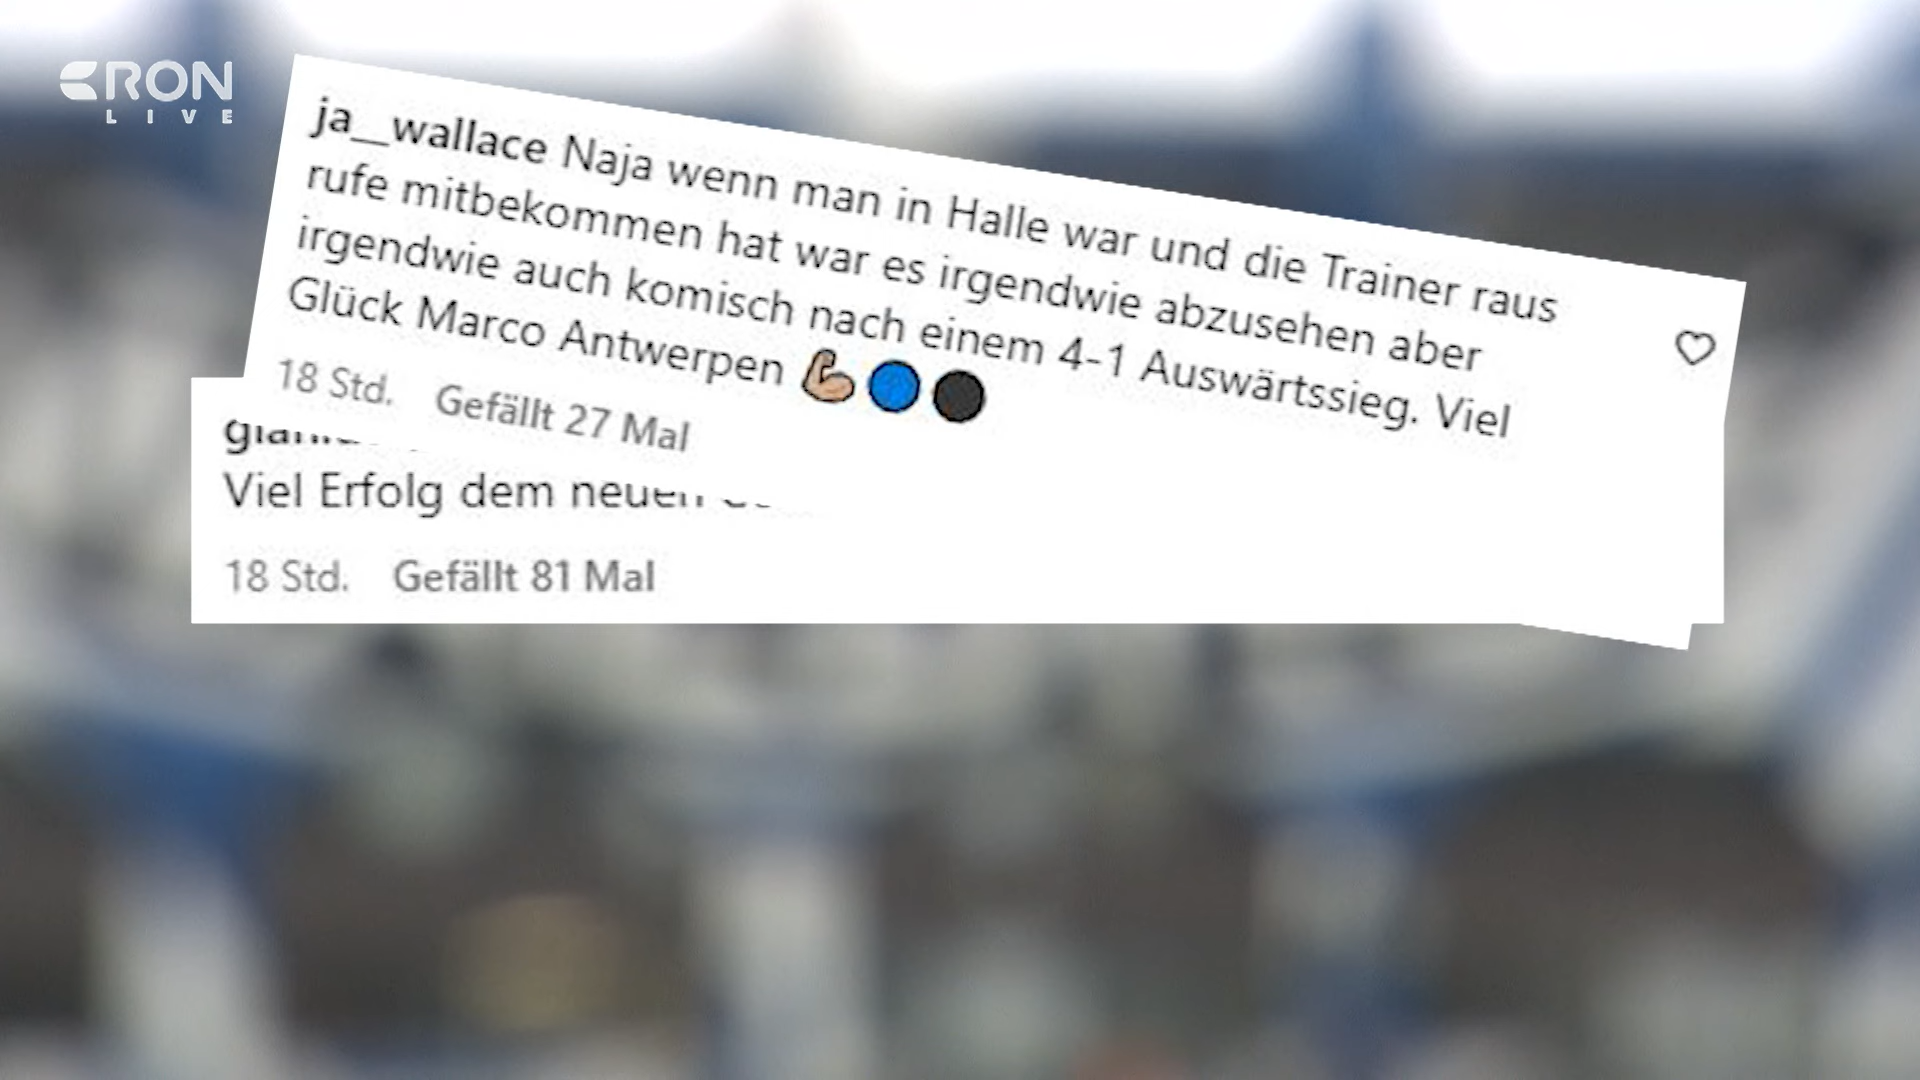 RON
LIVE
ja__wallace Naja wenn man in Halle war und die Trainer raus
rufe mitbekommen hat war es irgendwie abzusehen aber
irgendwie auch komisch nach einem 4-1 Auswärtssieg. Viel
Glück Marco Antwerpen 💪🏼🔵⚫
18 Std. Gefällt 27 Mal
Viel Erfolg dem neuen
18 Std. Gefällt 81 Mal